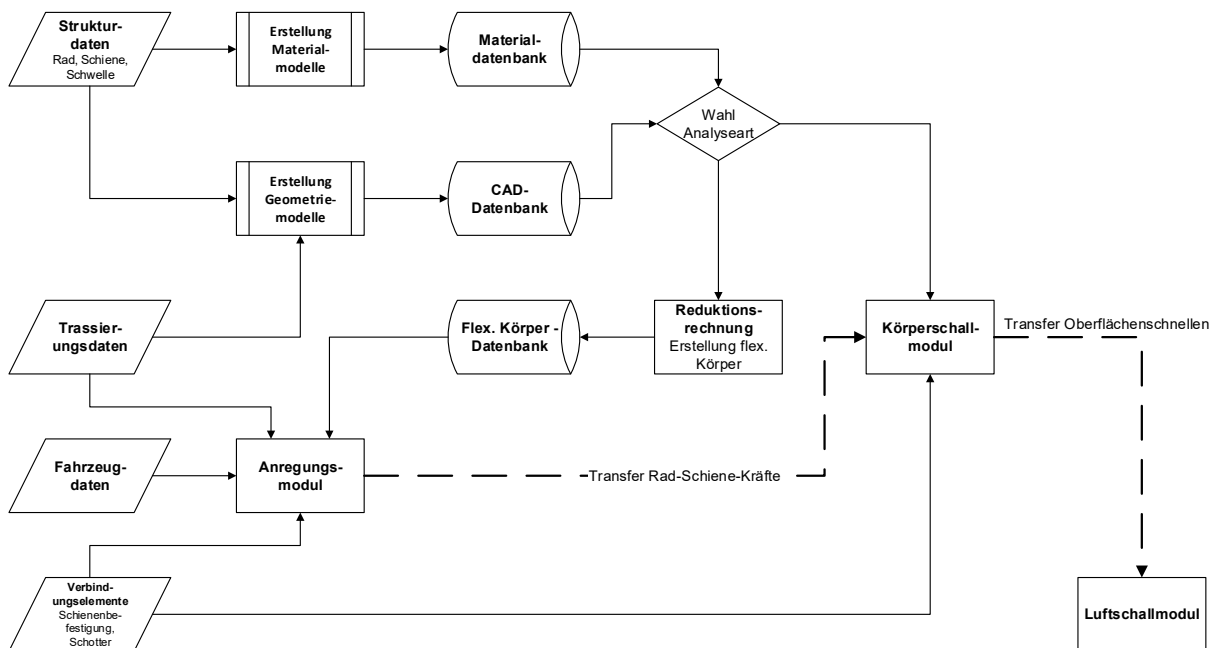 Struktur-
daten
Rad, Schiene,
Schwelle
Erstellung
Material-
modelle
Material-
datenbank
Wahl
Analyseart
Erstellung
Geometrie-
modelle
CAD-
Datenbank
Trassier-
ungsdaten
Flex. Körper -
Datenbank
Reduktions-
rechnung
Erstellung flex.
Körper
Körperschall-
modul
Transfer Oberflächenschnellen
Fahrzeug-
daten
Anregungs-
modul
Transfer Rad-Schiene-Kräfte
Verbind-
ungselemente
Schienenbe-
festigung,
Schotter
Luftschallmodul